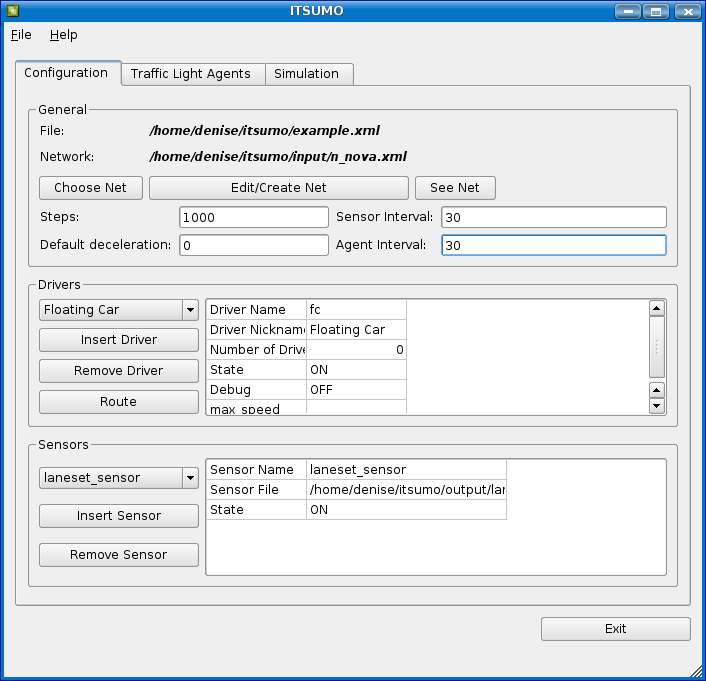 ITSUMO
File Help
Configuration Traffic Light Agents Simulation
General
File: /home/denise/itsumo/example.xml
Network: /home/denise/itsumo/input/n_nova.xml
Choose Net Edit/Create Net See Net
Steps: 1000 Sensor Interval: 30
Default deceleration: 0 Agent Interval: 30
Drivers
Floating Car
Insert Driver
Remove Driver
Route
Driver Name fc
Driver Nickname Floating Car
Number of Drive 0
State ON
Debug OFF
max_speed
Sensors
laneset_sensor
Insert Sensor
Remove Sensor
Sensor Name laneset_sensor
Sensor File /home/denise/itsumo/output/lan
State ON
Exit